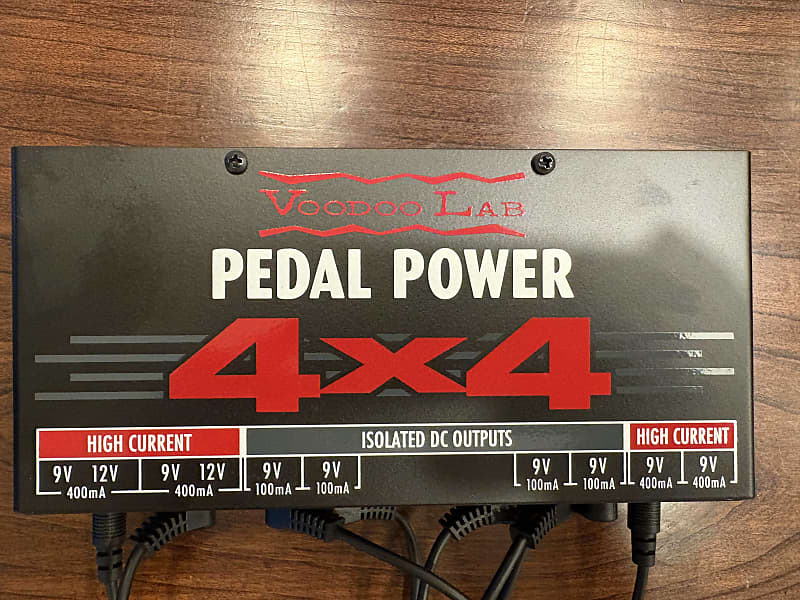 VOODOO LAB
PEDAL POWER
4x4
HIGH CURRENT
ISOLATED DC OUTPUTS
HIGH CURRENT
9V 12V
9V 12V
9V
9V
9V
9V
9V
9V
400mA
400mA
100mA
100mA
100mA
100mA
400mA
400mA